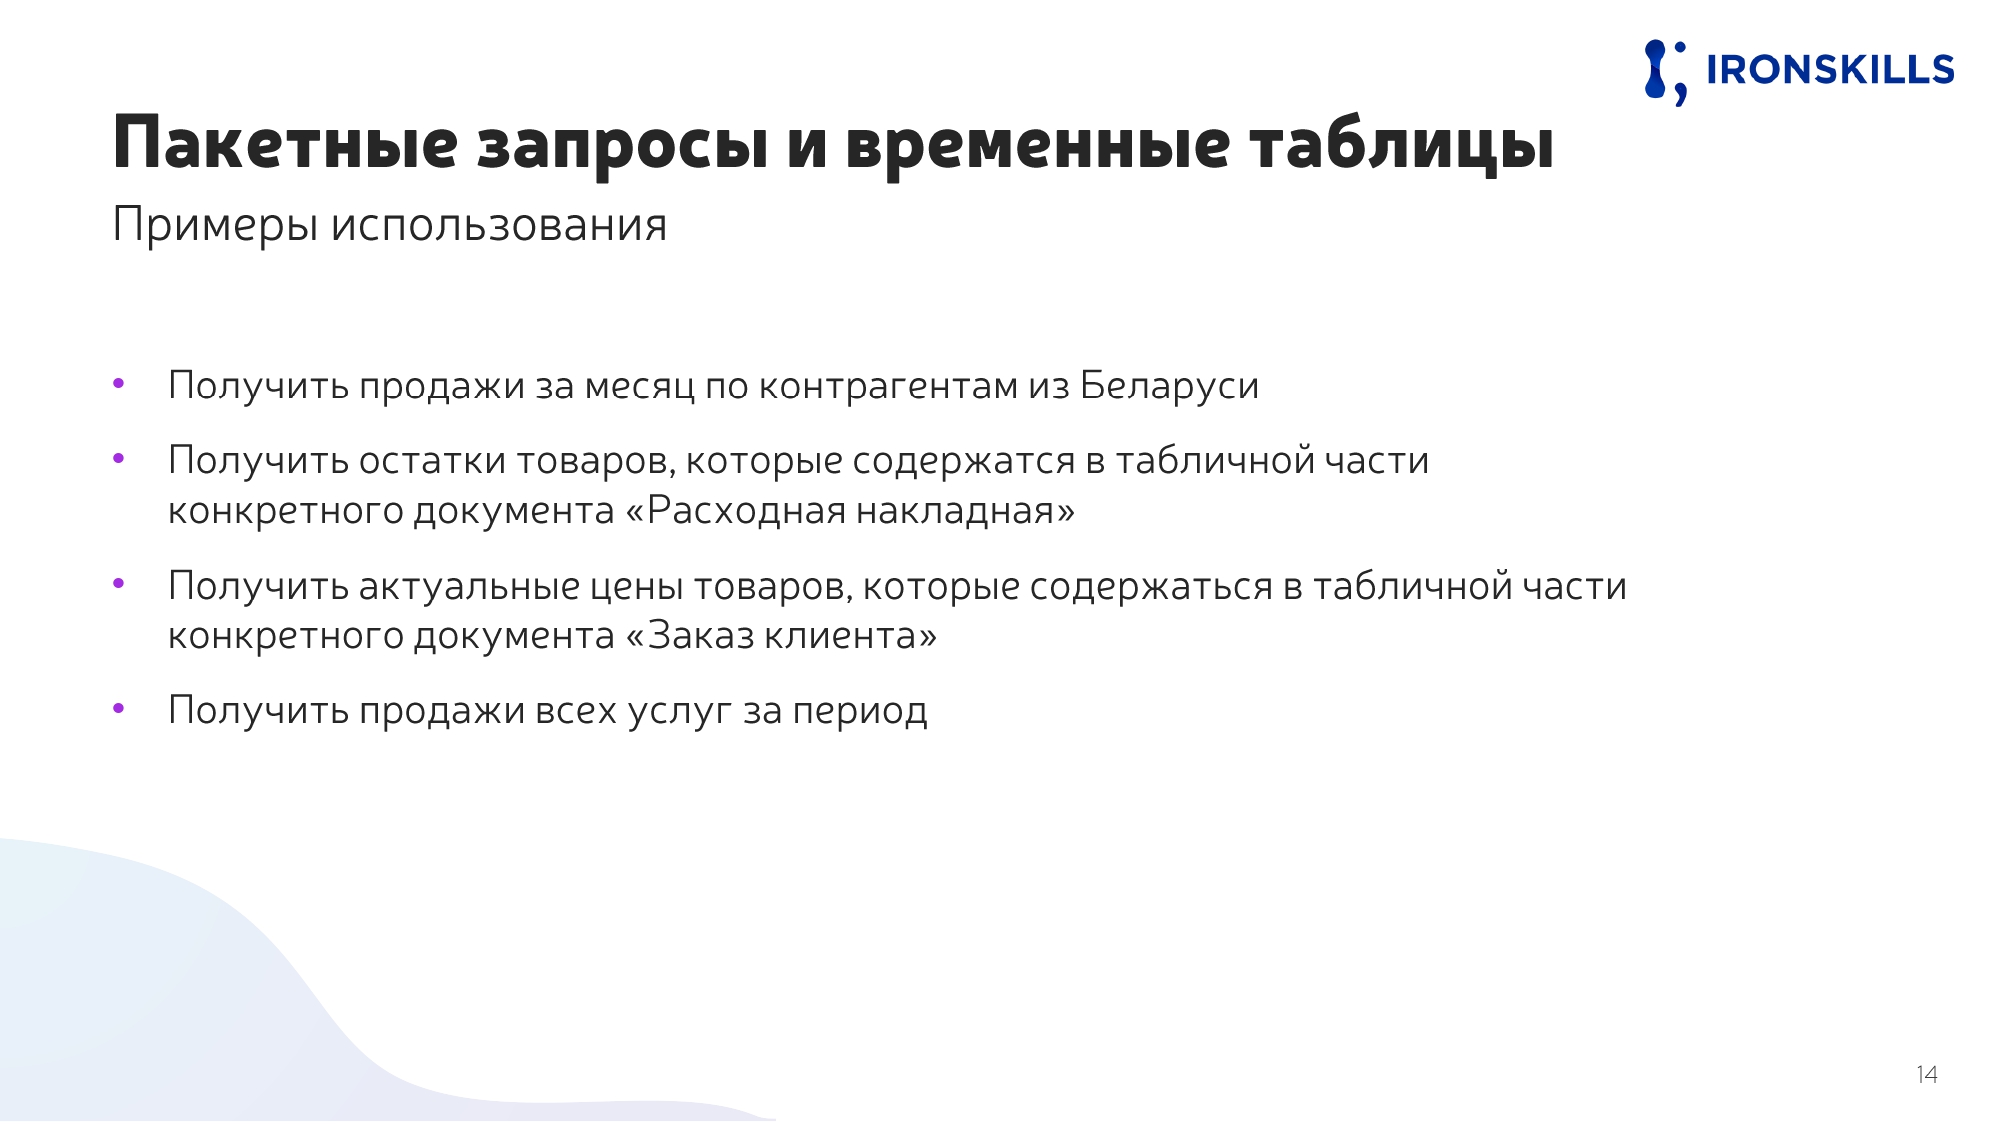 IRONSKILLS
Пакетные запросы и временные таблицы
Примеры использования
• Получить продажи за месяц по контрагентам из Беларуси
• Получить остатки товаров, которые содержатся в табличной части
конкретного документа «Расходная накладная»
• Получить актуальные цены товаров, которые содержаться в табличной части
конкретного документа «Заказ клиента»
• Получить продажи всех услуг за период
14